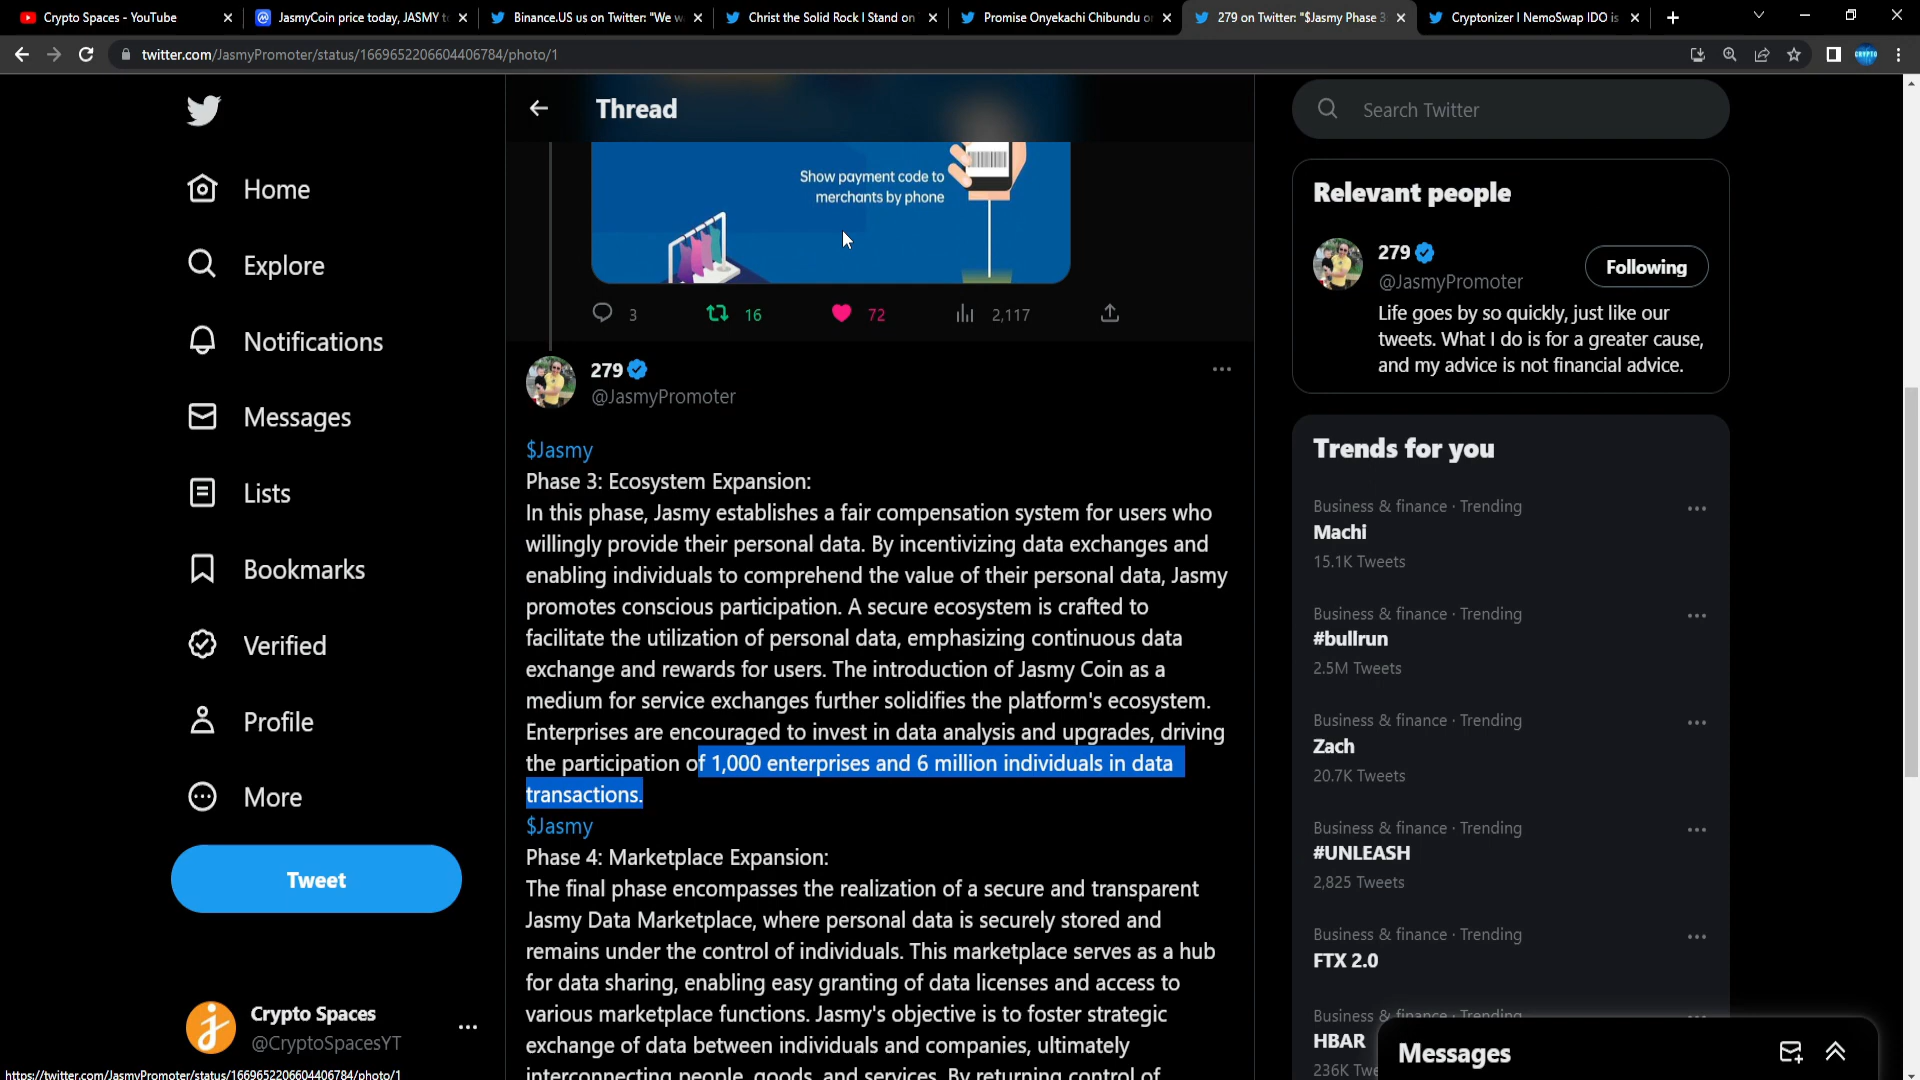 Crypto Spaces - YouTube
JasmyCoin price today, JASMY to
Binance.US us on Twitter: "We w
Christ the Solid Rock I Stand on
Promise Onyekachi Chibundu o
279 on Twitter: "$Jasmy Phase 3
Cryptonizer I NemoSwap IDO is
twitter.com/JasmyPromoter/status/1669652206604406784/photo/1
CRYPTO
Home
Explore
Notifications
Messages
Lists
Bookmarks
Verified
Profile
More
Tweet
Crypto Spaces
@CryptoSpacesYT
https://twitter.com/JasmyPromoter/status/1669652206604406784/photo/1
Thread
Show payment code to
merchants by phone
3
16
72
2,117
279
@JasmyPromoter
$Jasmy
Phase 3: Ecosystem Expansion:
In this phase, Jasmy establishes a fair compensation system for users who
willingly provide their personal data. By incentivizing data exchanges and
enabling individuals to comprehend the value of their personal data, Jasmy
promotes conscious participation. A secure ecosystem is crafted to
facilitate the utilization of personal data, emphasizing continuous data
exchange and rewards for users. The introduction of Jasmy Coin as a
medium for service exchanges further solidifies the platform's ecosystem.
Enterprises are encouraged to invest in data analysis and upgrades, driving
the participation of 1,000 enterprises and 6 million individuals in data
transactions.
$Jasmy
Phase 4: Marketplace Expansion:
The final phase encompasses the realization of a secure and transparent
Jasmy Data Marketplace, where personal data is securely stored and
remains under the control of individuals. This marketplace serves as a hub
for data sharing, enabling easy granting of data licenses and access to
various marketplace functions. Jasmy's objective is to foster strategic
exchange of data between individuals and companies, ultimately
interconnecting people, goods, and services. By returning control of
Search Twitter
Relevant people
279
@JasmyPromoter
Following
Life goes by so quickly, just like our
tweets. What I do is for a greater cause,
and my advice is not financial advice.
Trends for you
Business & finance · Trending
Machi
15.1K Tweets
Business & finance · Trending
#bullrun
2.5M Tweets
Business & finance · Trending
Zach
20.7K Tweets
Business & finance · Trending
#UNLEASH
2,825 Tweets
Business & finance · Trending
FTX 2.0
Business & finance · Trending
HBAR
236K Twe
Messages